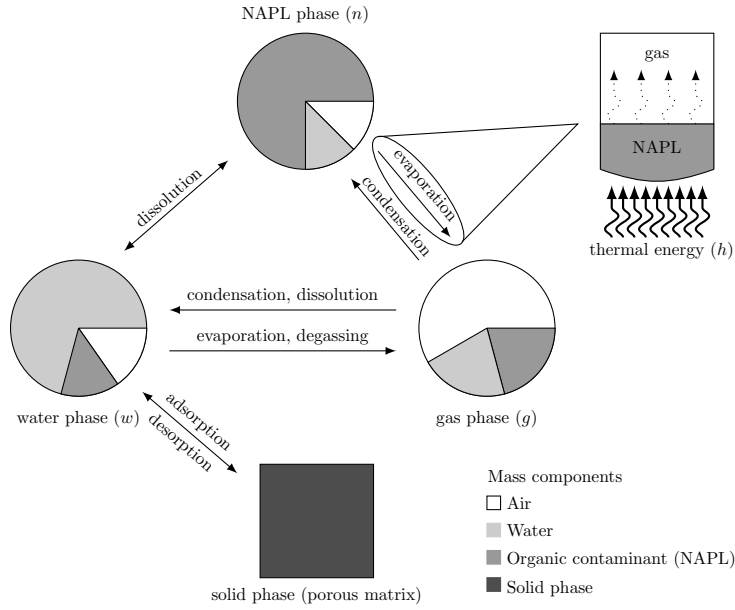 NAPL phase (n)
gas
NAPL
thermal energy (h)
evaporation
condensation
dissolution
condensation, dissolution
evaporation, degassing
water phase (w)
gas phase (g)
adsorption
desorption
solid phase (porous matrix)
Mass components
Air
Water
Organic contaminant (NAPL)
Solid phase